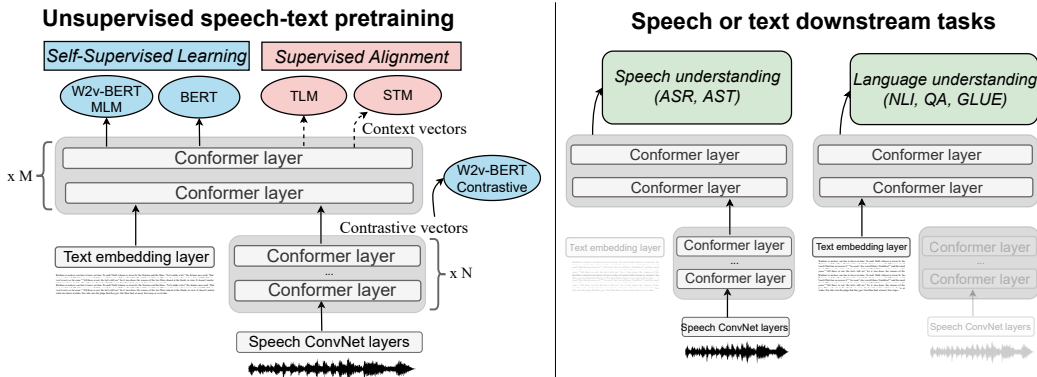 Unsupervised speech-text pretraining
Self-Supervised Learning
Supervised Alignment
W2v-BERT
MLM
BERT
TLM
STM
Context vectors
Conformer layer
x M
Conformer layer
W2v-BERT
Contrastive
Contrastive vectors
Text embedding layer
Conformer layer
...
x N
Conformer layer
Speech ConvNet layers
Speech or text downstream tasks
Speech understanding
(ASR, AST)
Conformer layer
Conformer layer
Text embedding layer
Conformer layer
...
Conformer layer
Speech ConvNet layers
Language understanding
(NLI, QA, GLUE)
Conformer layer
Conformer layer
Text embedding layer
Conformer layer
...
Conformer layer
Speech ConvNet layers